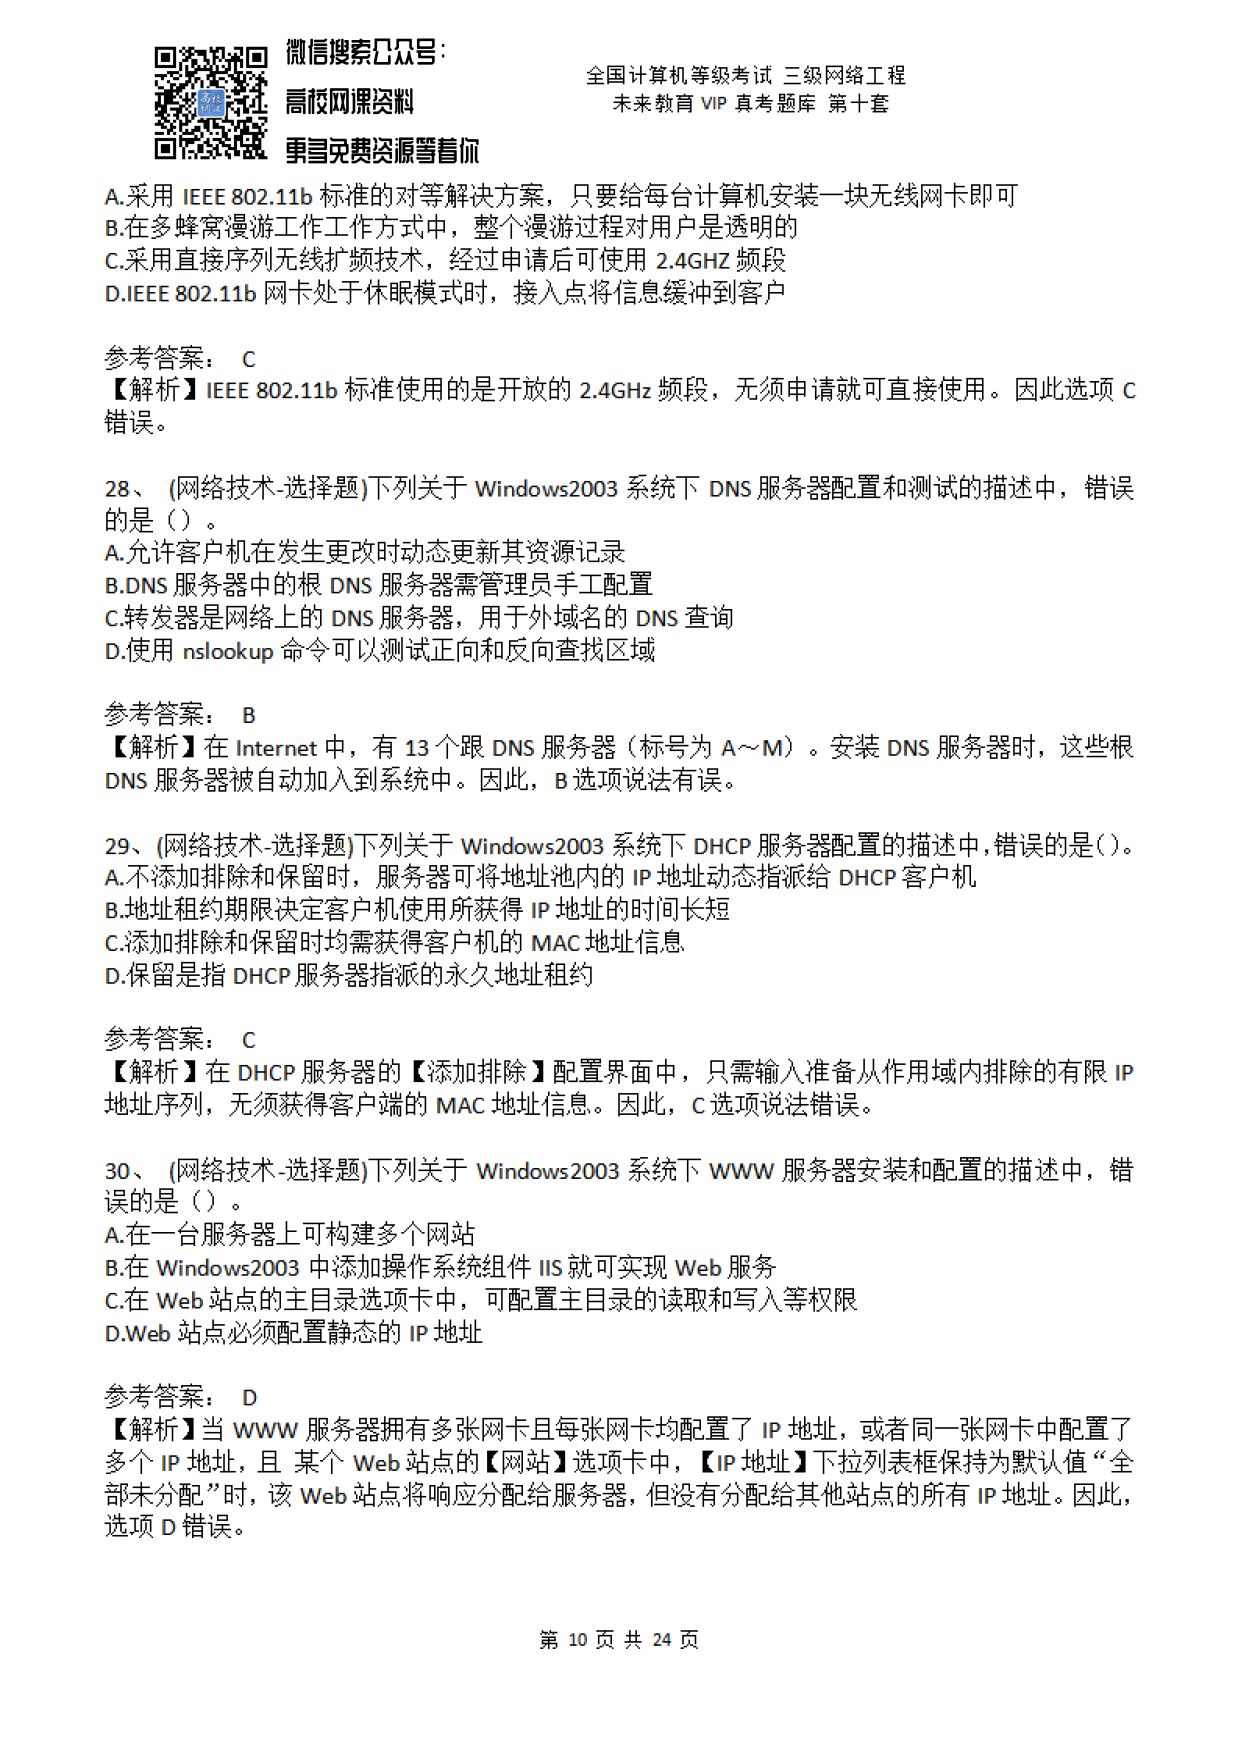 微信搜索公众号：
高校网课资料
更多免费资源等着你
全国计算机等级考试 三级网络工程
未来教育 VIP 真考题库 第十套
A.采用 IEEE 802.11b 标准的对等解决方案，只要给每台计算机安装一块无线网卡即可
B.在多蜂窝漫游工作工作方式中，整个漫游过程对用户是透明的
C.采用直接序列无线扩频技术，经过申请后可使用 2.4GHZ 频段
D.IEEE 802.11b 网卡处于休眠模式时，接入点将信息缓冲到客户
参考答案： C
【解析】IEEE 802.11b 标准使用的是开放的 2.4GHz 频段，无须申请就可直接使用。因此选项 C
错误。
28、 (网络技术-选择题)下列关于 Windows2003 系统下 DNS 服务器配置和测试的描述中，错误
的是（）。
A.允许客户机在发生更改时动态更新其资源记录
B.DNS 服务器中的根 DNS 服务器需管理员手工配置
C.转发器是网络上的 DNS 服务器，用于外域名的 DNS 查询
D.使用 nslookup 命令可以测试正向和反向查找区域
参考答案： B
【解析】在 Internet 中，有 13 个跟 DNS 服务器（标号为 A～M）。安装 DNS 服务器时，这些根
DNS 服务器被自动加入到系统中。因此，B 选项说法有误。
29、(网络技术-选择题)下列关于 Windows2003 系统下 DHCP 服务器配置的描述中，错误的是（）。
A.不添加排除和保留时，服务器可将地址池内的 IP 地址动态指派给 DHCP 客户机
B.地址租约期限决定客户机使用所获得 IP 地址的时间长短
C.添加排除和保留时均需获得客户机的 MAC 地址信息
D.保留是指 DHCP 服务器指派的永久地址租约
参考答案： C
【解析】在 DHCP 服务器的【添加排除】配置界面中，只需输入准备从作用域内排除的有限 IP
地址序列，无须获得客户端的 MAC 地址信息。因此，C 选项说法错误。
30、 (网络技术-选择题)下列关于 Windows2003 系统下 WWW 服务器安装和配置的描述中，错
误的是（）。
A.在一台服务器上可构建多个网站
B.在 Windows2003 中添加操作系统组件 IIS 就可实现 Web 服务
C.在 Web 站点的主目录选项卡中，可配置主目录的读取和写入等权限
D.Web 站点必须配置静态的 IP 地址
参考答案： D
【解析】当 WWW 服务器拥有多张网卡且每张网卡均配置了 IP 地址，或者同一张网卡中配置了
多个 IP 地址，且 某个 Web 站点的【网站】选项卡中，【IP 地址】下拉列表框保持为默认值“全
部未分配”时，该 Web 站点将响应分配给服务器，但没有分配给其他站点的所有 IP 地址。因此，
选项 D 错误。
第 10 页 共 24 页